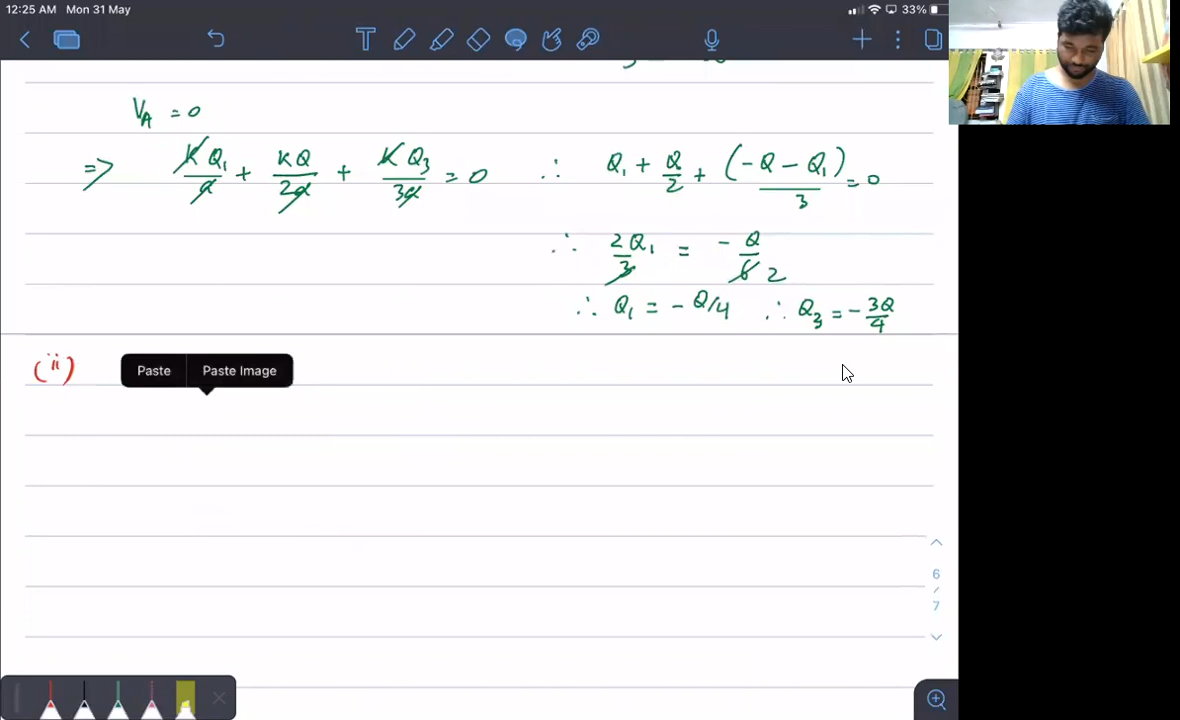 12:25 AM Mon 31 May 33%
V_A = 0
=> KQ₁/a + KQ/2a + KQ₃/3a = 0 ∴ Q₁ + Q/2 + (-Q - Q₁)/3 = 0
∴ 2Q₁/3 = - Q/6 2
∴ Q₁ = - Q/4 ∴ Q₃ = - 3Q/4
(ii) Paste Paste Image
6
/
7